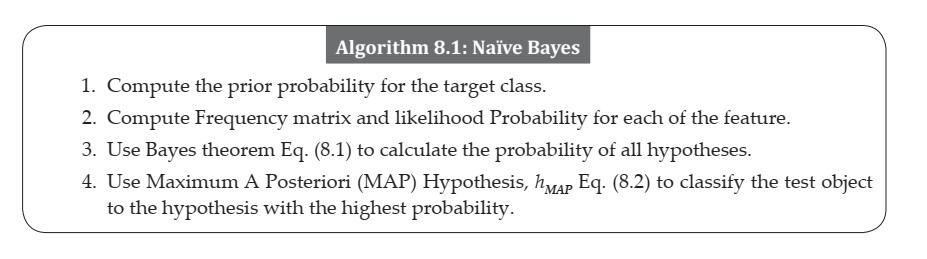 Algorithm 8.1: Naïve Bayes
1. Compute the prior probability for the target class.
2. Compute Frequency matrix and likelihood Probability for each of the feature.
3. Use Bayes theorem Eq. (8.1) to calculate the probability of all hypotheses.
4. Use Maximum A Posteriori (MAP) Hypothesis, hMAP Eq. (8.2) to classify the test object
to the hypothesis with the highest probability.